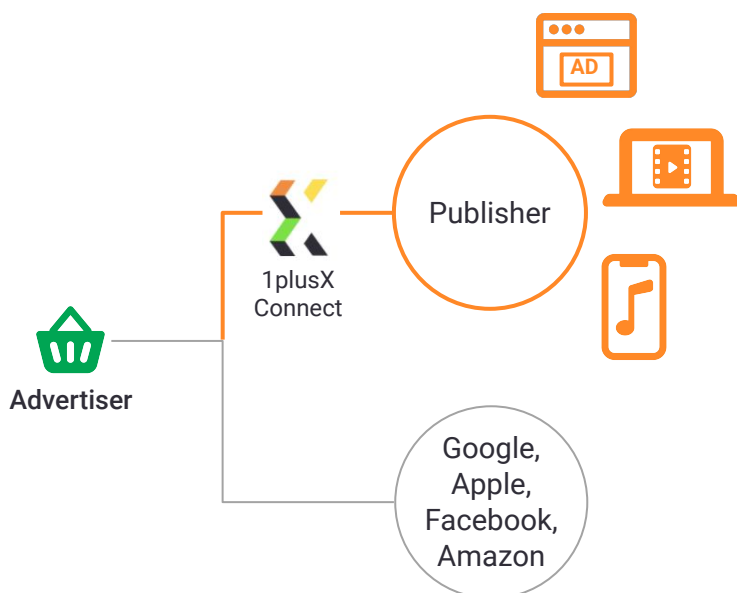 AD
Publisher
1plusX
Connect
Advertiser
Google,
Apple,
Facebook,
Amazon